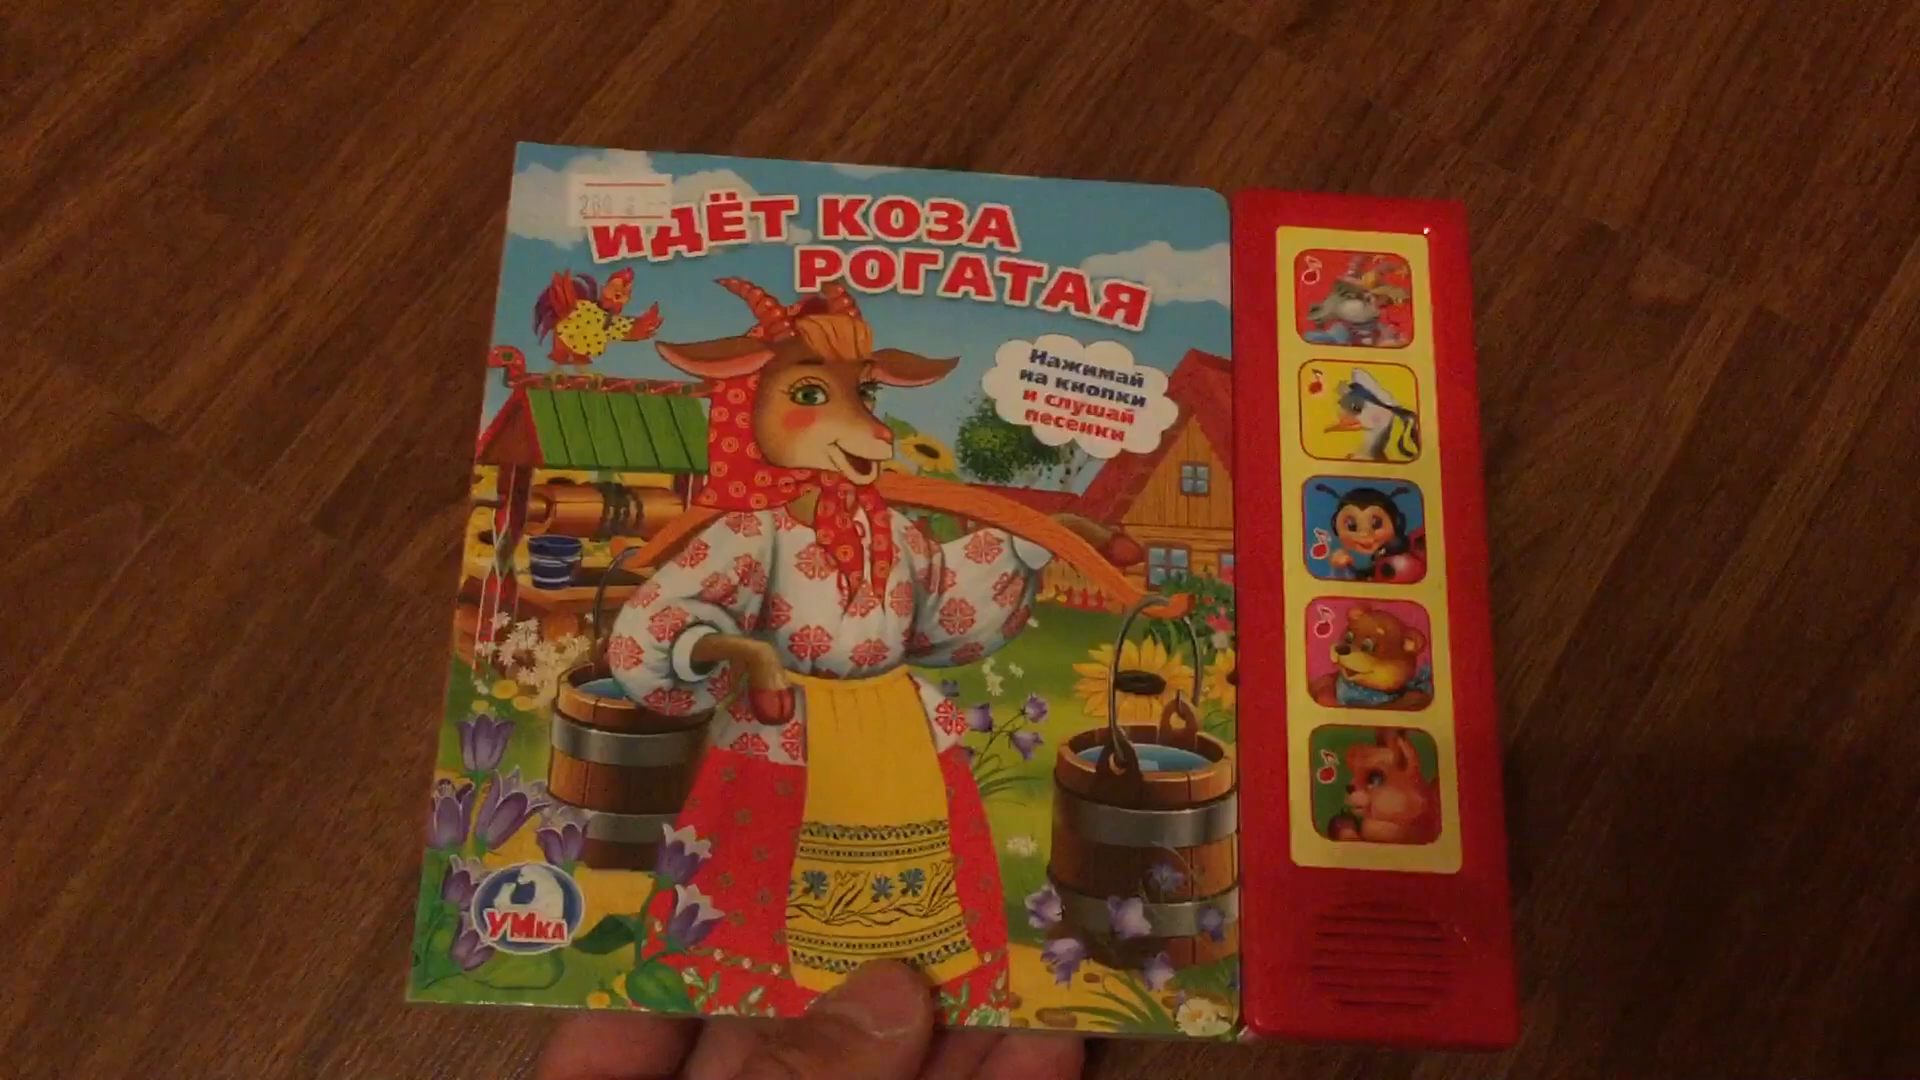 ИДЁТ КОЗА
РОГАТАЯ
Нажимай
на кнопки
и слушай
песенки
УМка